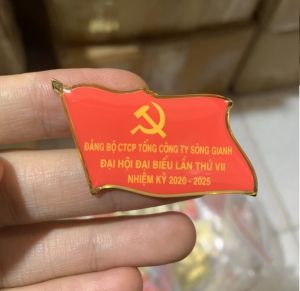 ĐẢNG BỘ CTCP TỔNG CÔNG TY SÔNG GIANH
ĐẠI HỘI ĐẠI BIỂU LẦN THỨ VII
NHIỆM KỲ 2020 - 2025